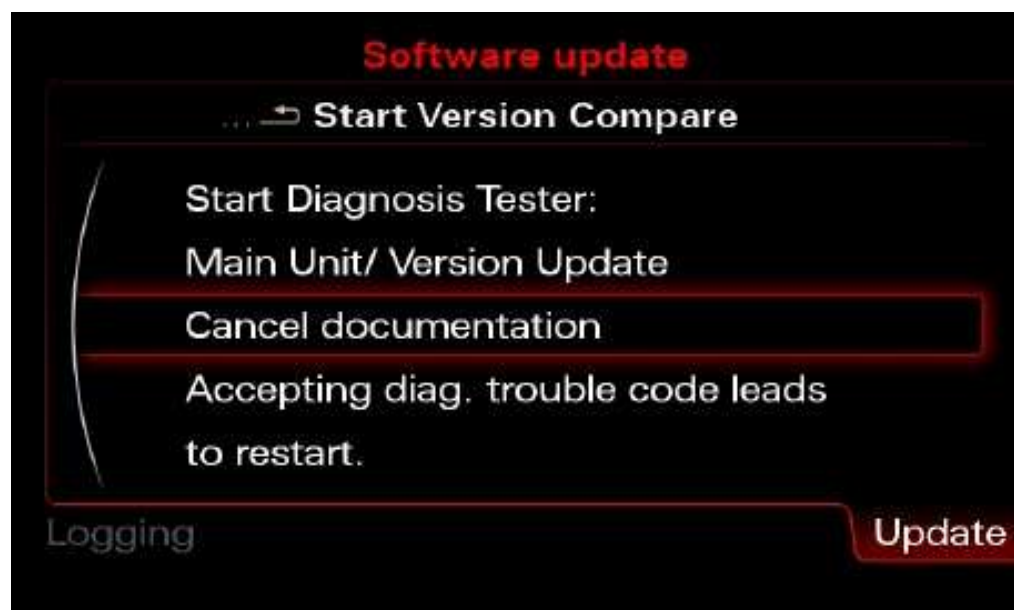 Software update
... Start Version Compare
Start Diagnosis Tester:
Main Unit/ Version Update
Cancel documentation
Accepting diag. trouble code leads
to restart.
Logging
Update